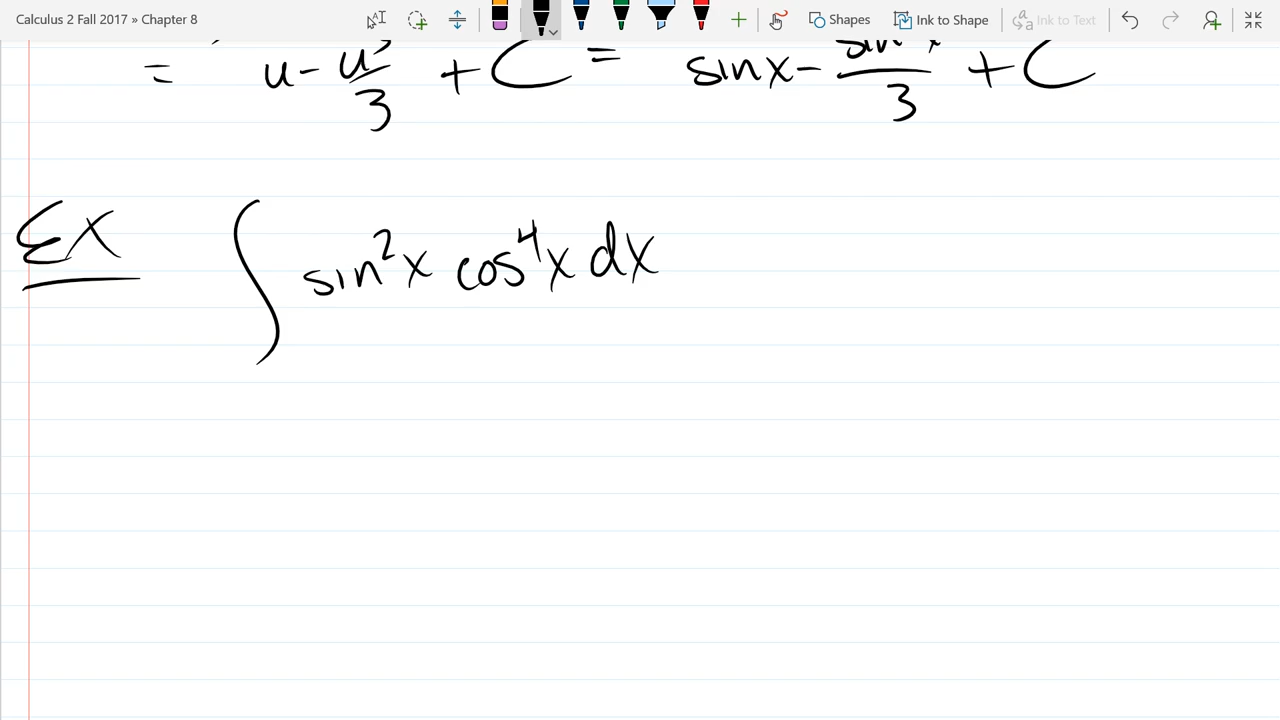 Calculus 2 Fall 2017 » Chapter 8 Shapes Ink to Shape Ink to Text
= u - u³/3 + C = sinx - sin³x/3 + C
Ex ∫ sin²x cos⁴x dx